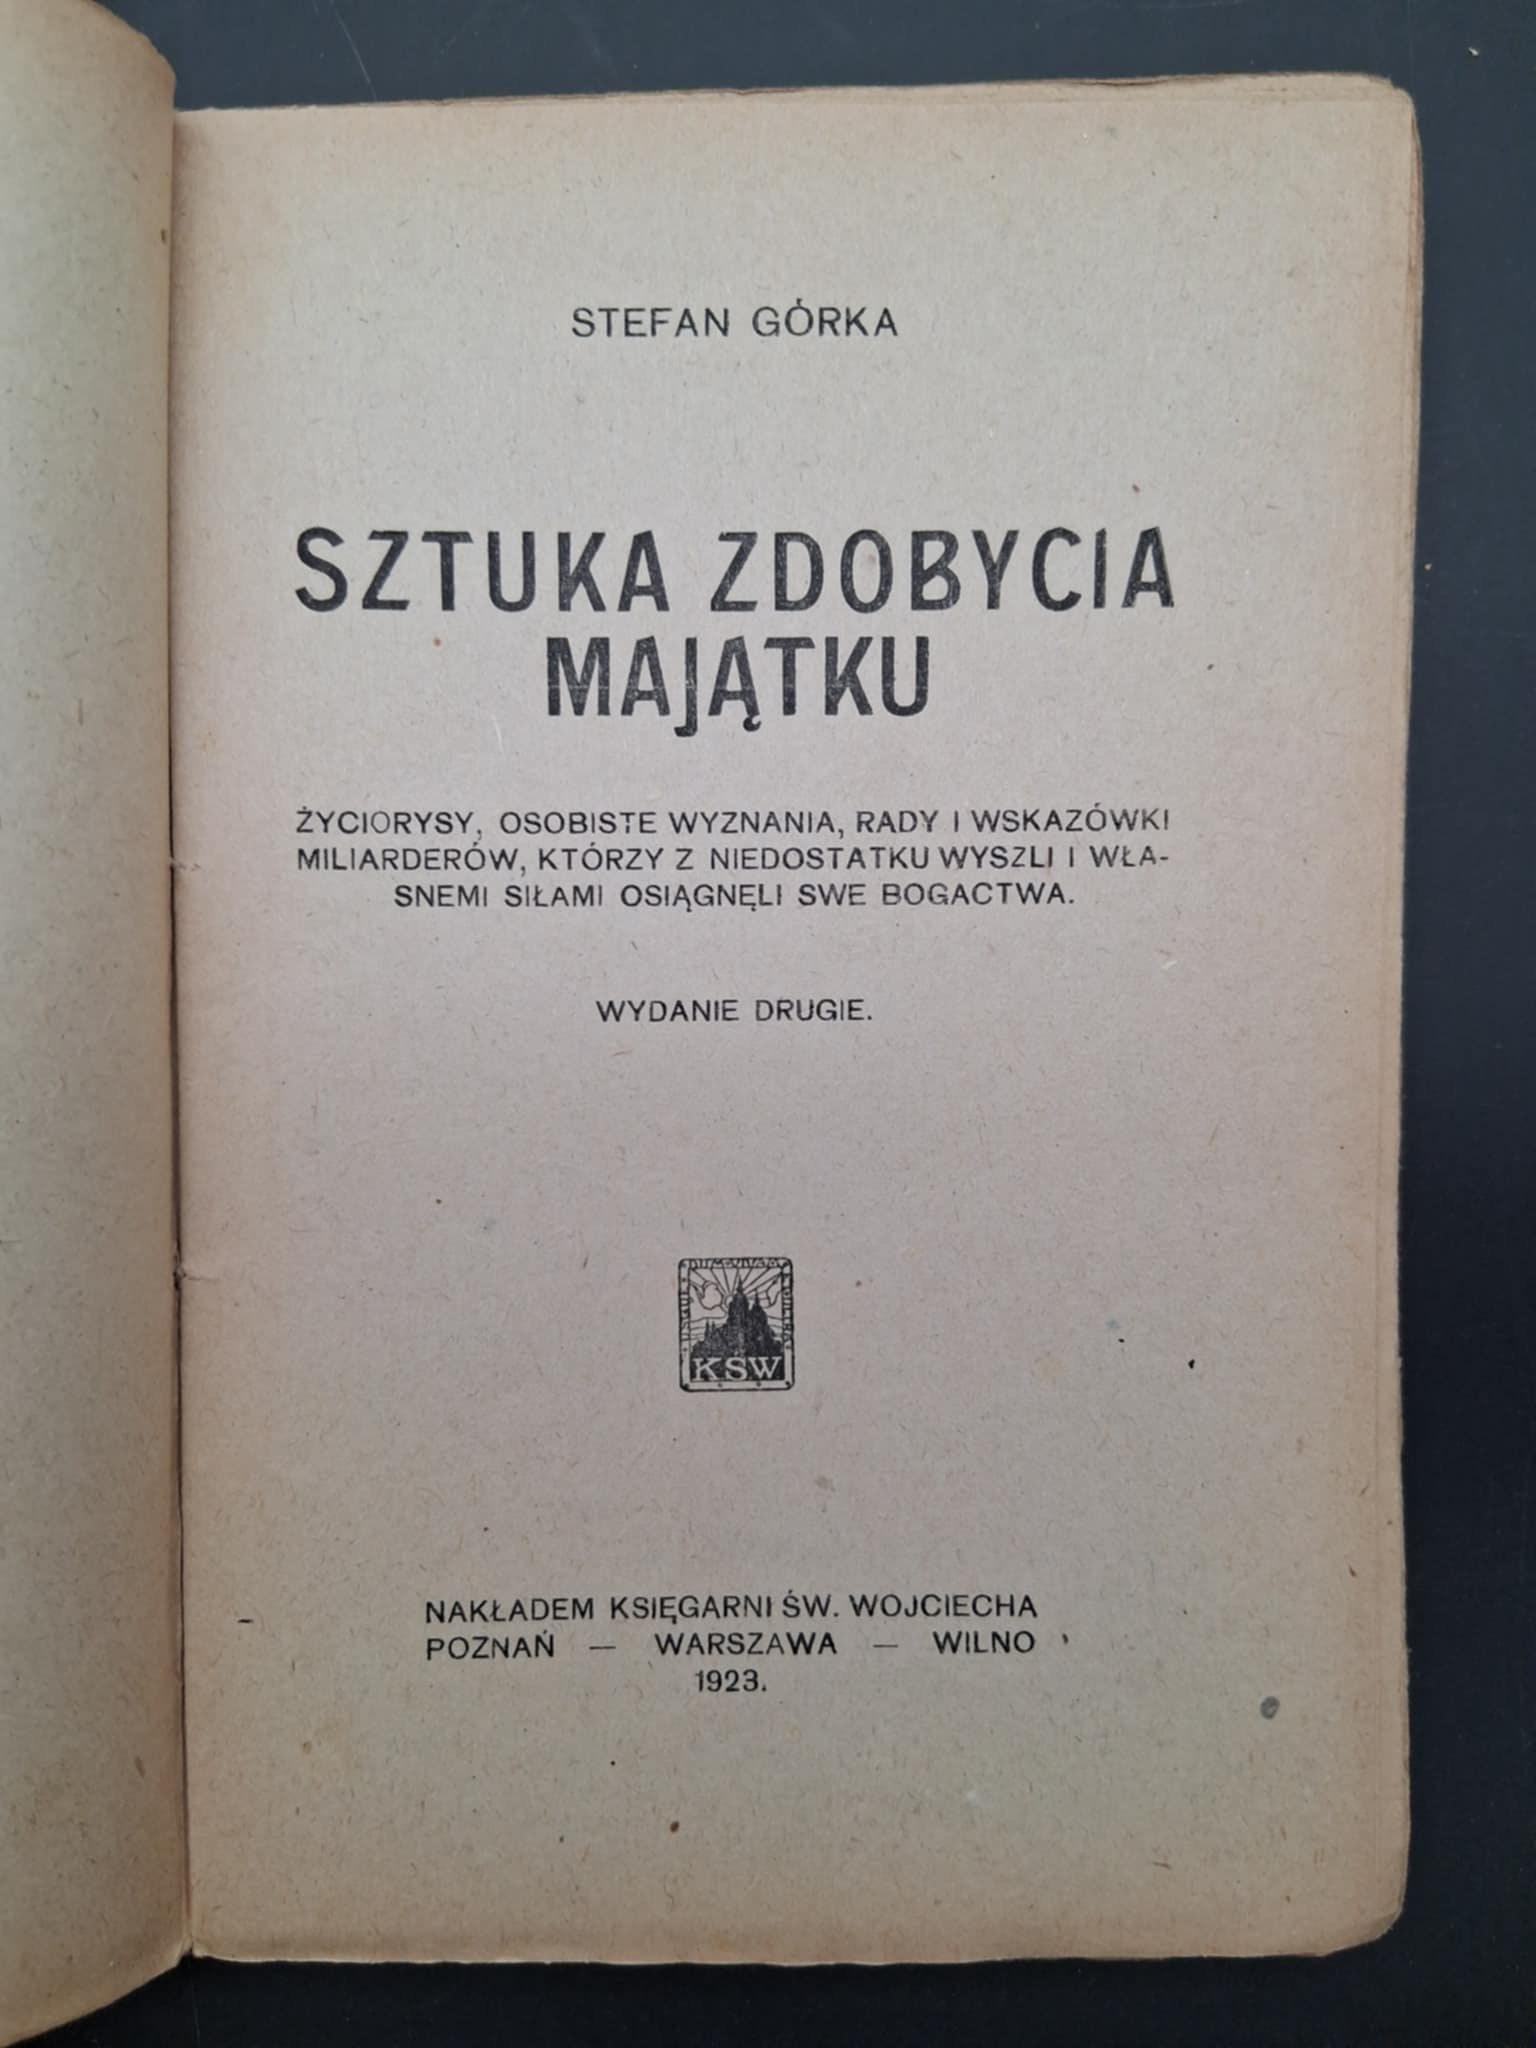 STEFAN GÓRKA
SZTUKA ZDOBYCIA
MAJĄTKU
ŻYCIORYSY, OSOBISTE WYZNANIA, RADY I WSKAZÓWKI
MILIARDERÓW, KTÓRZY Z NIEDOSTATKU WYSZLI I WŁA-
SNEMI SIŁAMI OSIĄGNĘLI SWE BOGACTWA.
WYDANIE DRUGIE.
KŚW
NAKŁADEM KSIĘGARNI ŚW. WOJCIECHA
POZNAŃ — WARSZAWA — WILNO
1923.